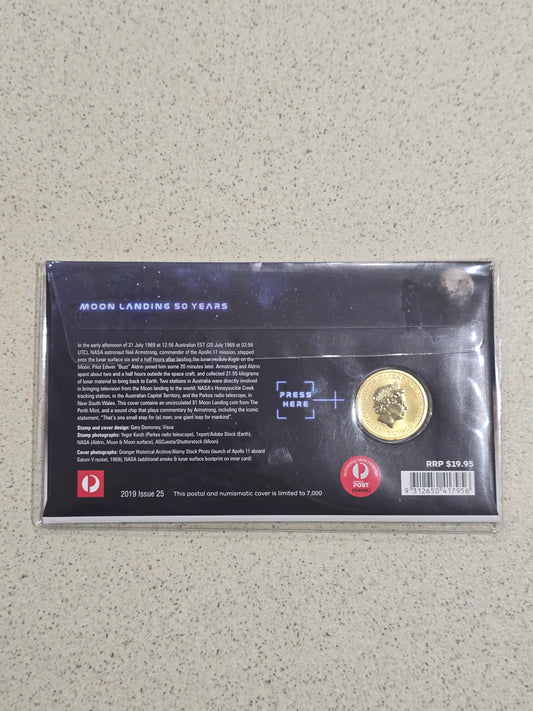 MOON LANDING 50 YEARS
In the early afternoon of 21 July 1969 at 12:56 Australian EST (20 July 1969 at 02:56
UTC), NASA astronaut Neil Armstrong, commander of the Apollo 11 mission, stepped
onto the lunar surface six and a half hours after landing the lunar module Eagle on the
Moon. Pilot Edwin "Buzz" Aldrin joined him some 20 minutes later. Armstrong and Aldrin
spent about two and a half hours outside the space craft, and collected 21.55 kilograms
of lunar material to bring back to Earth. Two stations in Australia were directly involved
in bringing television from the Moon landing to the world: NASA's Honeysuckle Creek
tracking station, in the Australian Capital Territory, and the Parkes radio telescope, in
New South Wales. This cover contains an uncirculated $1 Moon Landing coin from The
Perth Mint, and a sound chip that plays commentary by Armstrong, including the iconic
statement, "That's one small step for (a) man; one giant leap for mankind".
Stamp and cover design: Gary Domoney, Visua
Stamp photographs: Yegor Korzh (Parkes radio telescope), 1xpert/Adobe Stock (Earth),
NASA (Aldrin, Moon & Moon surface), AGCuesta/Shutterstock (Moon)
Cover photographs: Granger Historical Archive/Alamy Stock Photo (launch of Apollo 11 aboard
Saturn V rocket, 1969), NASA (additional smoke & lunar surface bootprint on inner card)
PRESS
HERE
2019 Issue 25
This postal and numismatic cover is limited to 7,000
POST
RRP $19.95
9 312650 417956